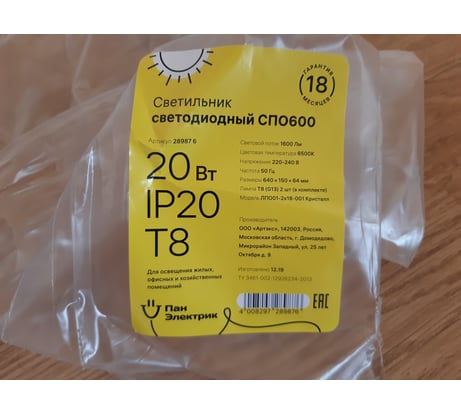 ГАРАНТИЯ
18
МЕСЯЦЕВ
Светильник
светодиодный СПО600
Артикул 28987 6
20 Вт
IP20
T8
Для освещения жилых,
офисных и хозяйственных
помещений
Пан
Электрик
Световой поток 1600 Лм
Цветовая температура 6500К
Напряжение 220-240 В
Частота 50 Гц
Размеры 640 × 150 × 64 мм
Лампа T8 (G13) 2 шт (в комплекте)
Модель ЛПО01-2х18-001 Кристалл
Производитель
ООО «Артэкс», 142003, Россия,
Московская область, г. Домодедово,
Микрорайон Западный, ул. 25 лет
Октября д. 9
Изготовлено 12.19
ТУ 3461-002-12909234-2013
4 008297 289876
ЕАС